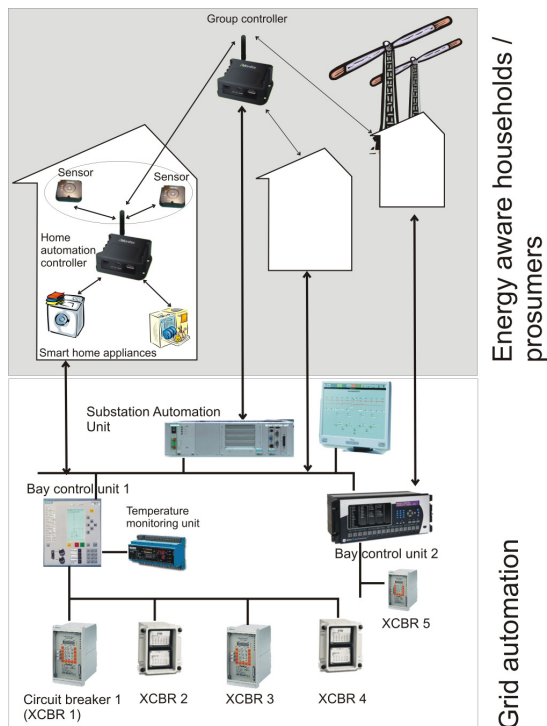 Group controller
Sensor
Sensor
Home
automation
controller
Smart home appliances
Energy aware households /
prosumers
Substation Automation
Unit
Bay control unit 1
Temperature
monitoring unit
Bay control unit 2
XCBR 5
Circuit breaker 1
(XCBR 1)
XCBR 2
XCBR 3
XCBR 4
Grid automation